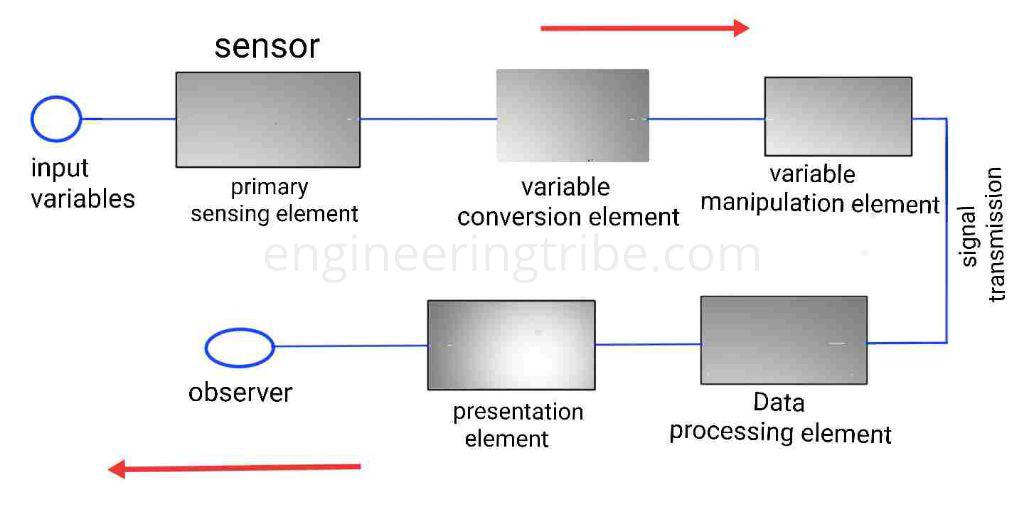 sensor
input
variables
primary
sensing element
variable
conversion element
variable
manipulation element
signal
transmission
engineeringtribe.com
observer
presentation
element
Data
processing element